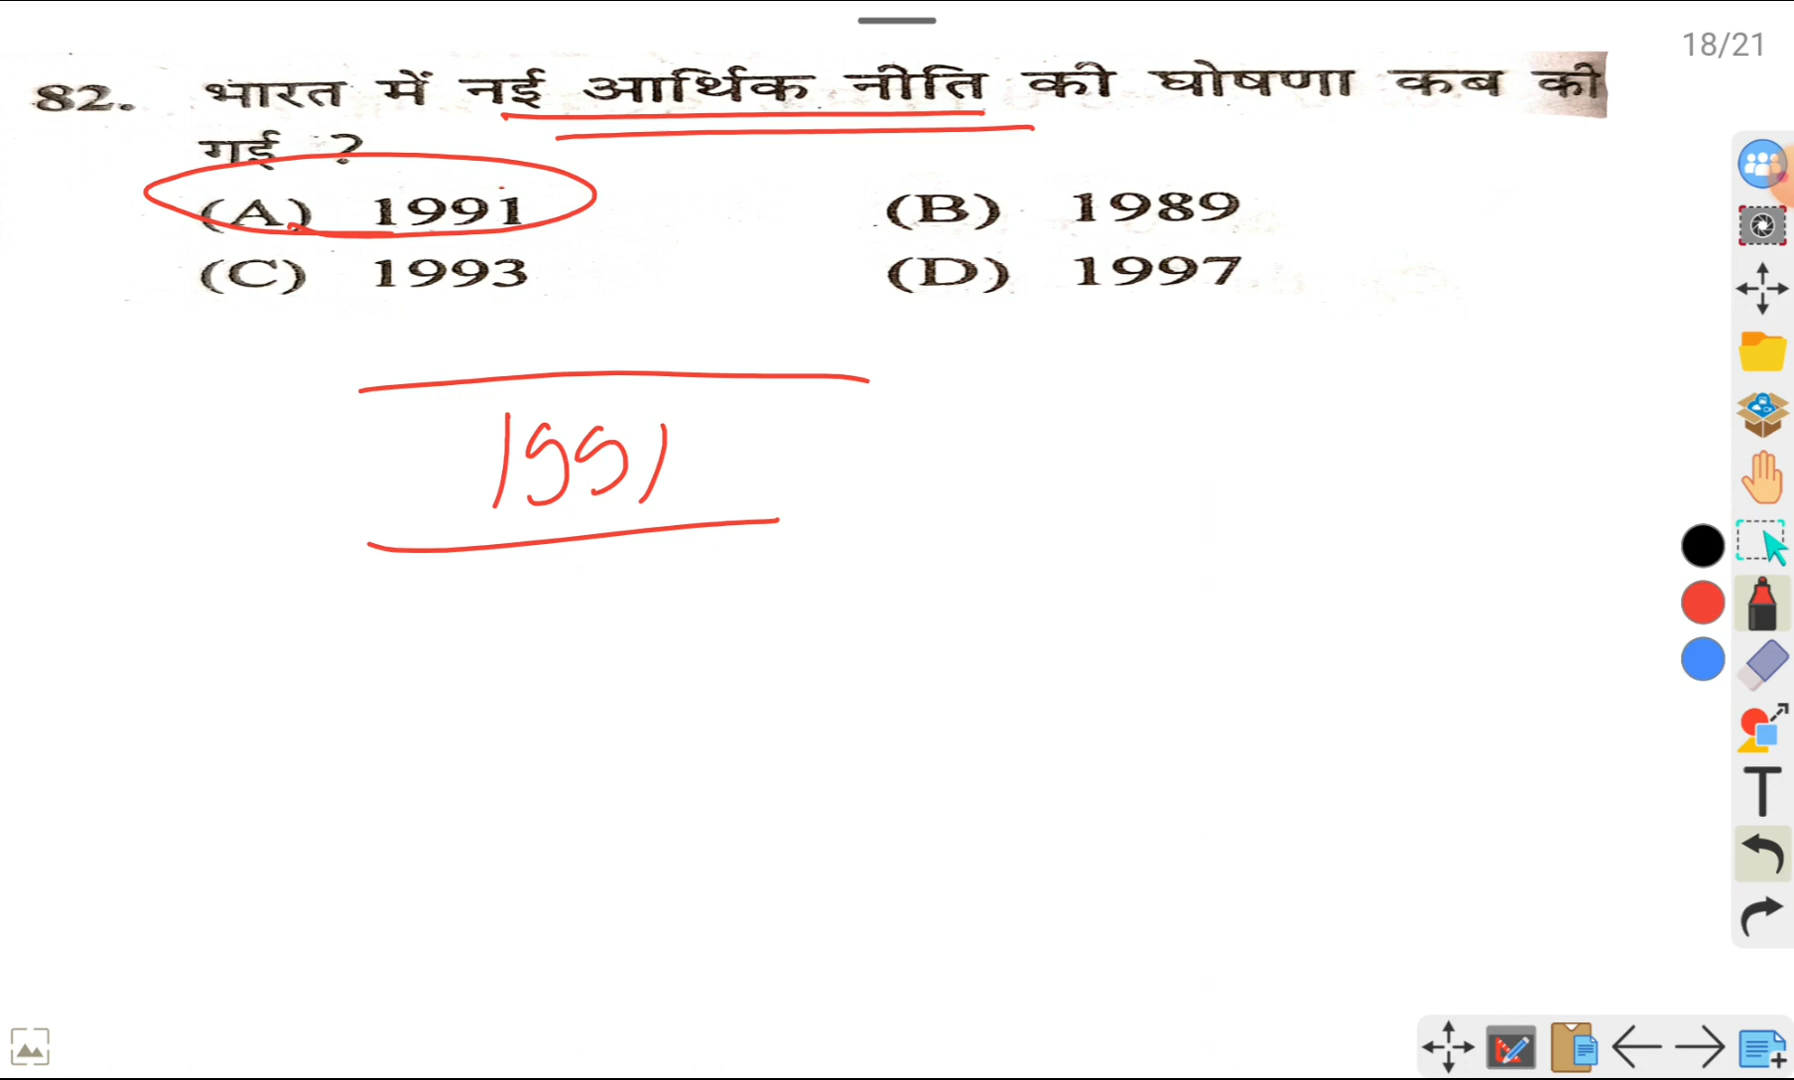 18/21
82. भारत में नई आर्थिक नीति की घोषणा कब की
गई ?
(A) 1991 (B) 1989
(C) 1993 (D) 1997
1991
T